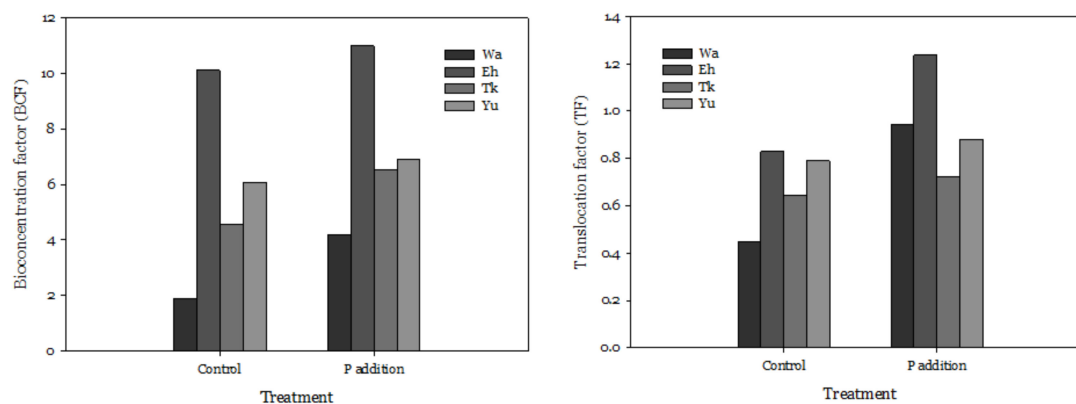 Bioconcentration factor (BCF)
12
10
8
6
4
2
0
Wa
Eh
Tk
Yu
Control
P addition
Treatment
Translocation factor (TF)
1.4
1.2
1.0
0.8
0.6
0.4
0.2
0.0
Wa
Eh
Tk
Yu
Control
P addition
Treatment